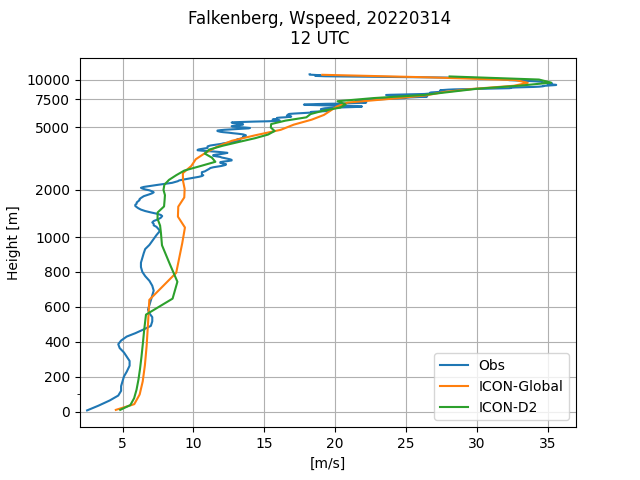 Falkenberg, Wspeed, 20220314
12 UTC
Height [m]
10000
7500
5000
2000
1000
800
600
400
200
0
5 10 15 20 25 30 35
[m/s]
Obs
ICON-Global
ICON-D2